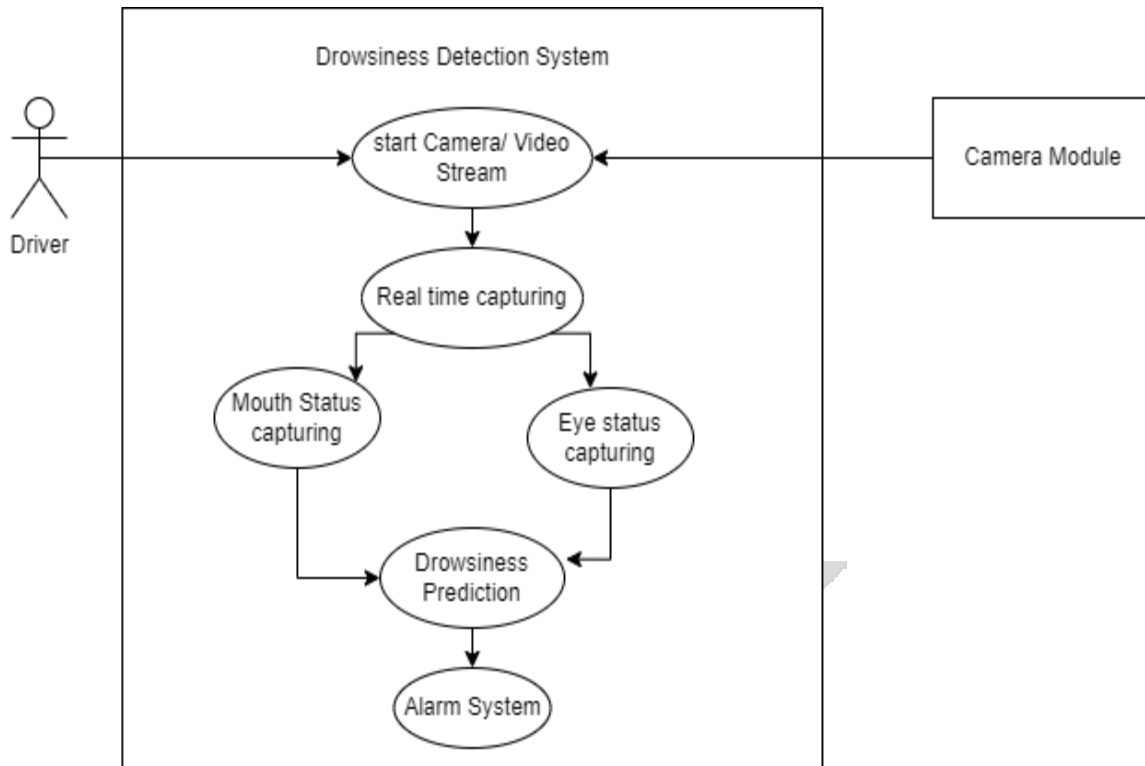 Drowsiness Detection System
start Camera/ Video
Stream
Camera Module
Driver
Real time capturing
Mouth Status
capturing
Eye status
capturing
Drowsiness
Prediction
Alarm System